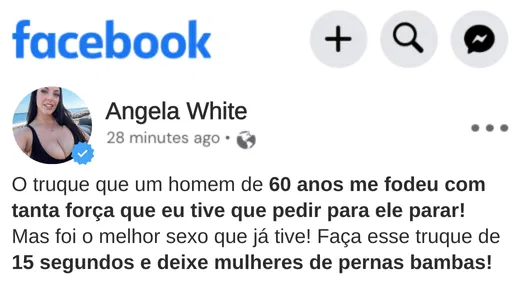 facebook
Angela White
28 minutes ago •
O truque que um homem de 60 anos me fodeu com
tanta força que eu tive que pedir para ele parar!
Mas foi o melhor sexo que já tive! Faça esse truque de
15 segundos e deixe mulheres de pernas bambas!